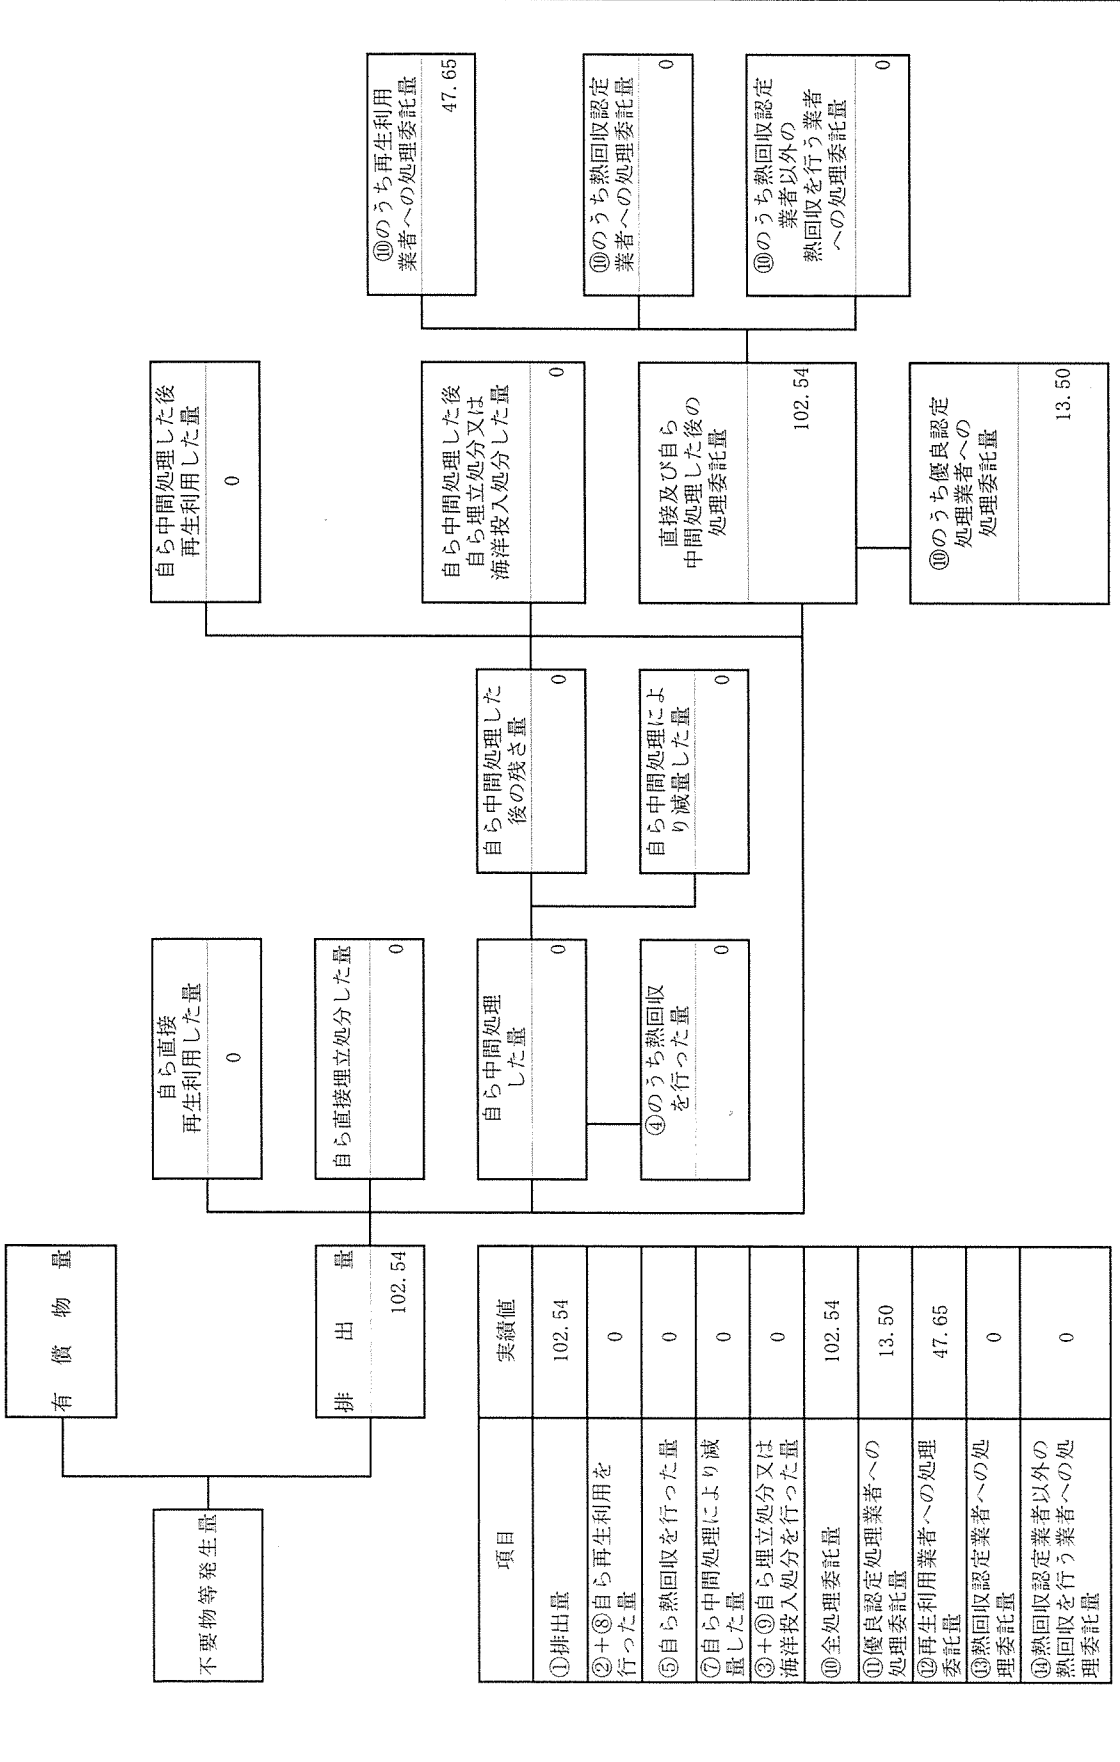 有償物量
不要物等発生量
排出量
102.54
自ら直接
再生利用した量
0
自ら直接埋立処分した量
0
自ら中間処理
した量
0
④のうち熱回収
を行った量
0
自ら中間処理した
後の残さ量
0
自ら中間処理によ
り減量した量
0
自ら中間処理した後
再生利用した量
0
自ら中間処理した後
自ら埋立処分又は
海洋投入処分した量
0
直接及び自ら
中間処理した後の
処理委託量
102.54
⑩のうち優良認定
処理業者への
処理委託量
13.50
⑩のうち再生利用
業者への処理委託量
47.65
⑩のうち熱回収認定
業者への処理委託量
0
⑩のうち熱回収認定
業者以外の
熱回収を行う業者
への処理委託量
0
項目 実績値
①排出量 102.54
②+⑧自ら再生利用を
行った量 0
⑤自ら熱回収を行った量 0
⑦自ら中間処理により減
量した量 0
③+⑨自ら埋立処分又は
海洋投入処分を行った量 0
⑩全処理委託量 102.54
⑪優良認定処理業者への
処理委託量 13.50
⑫再生利用業者への処理
委託量 47.65
⑬熱回収認定業者への処
理委託量 0
⑭熱回収認定業者以外の
熱回収を行う業者への処
理委託量 0